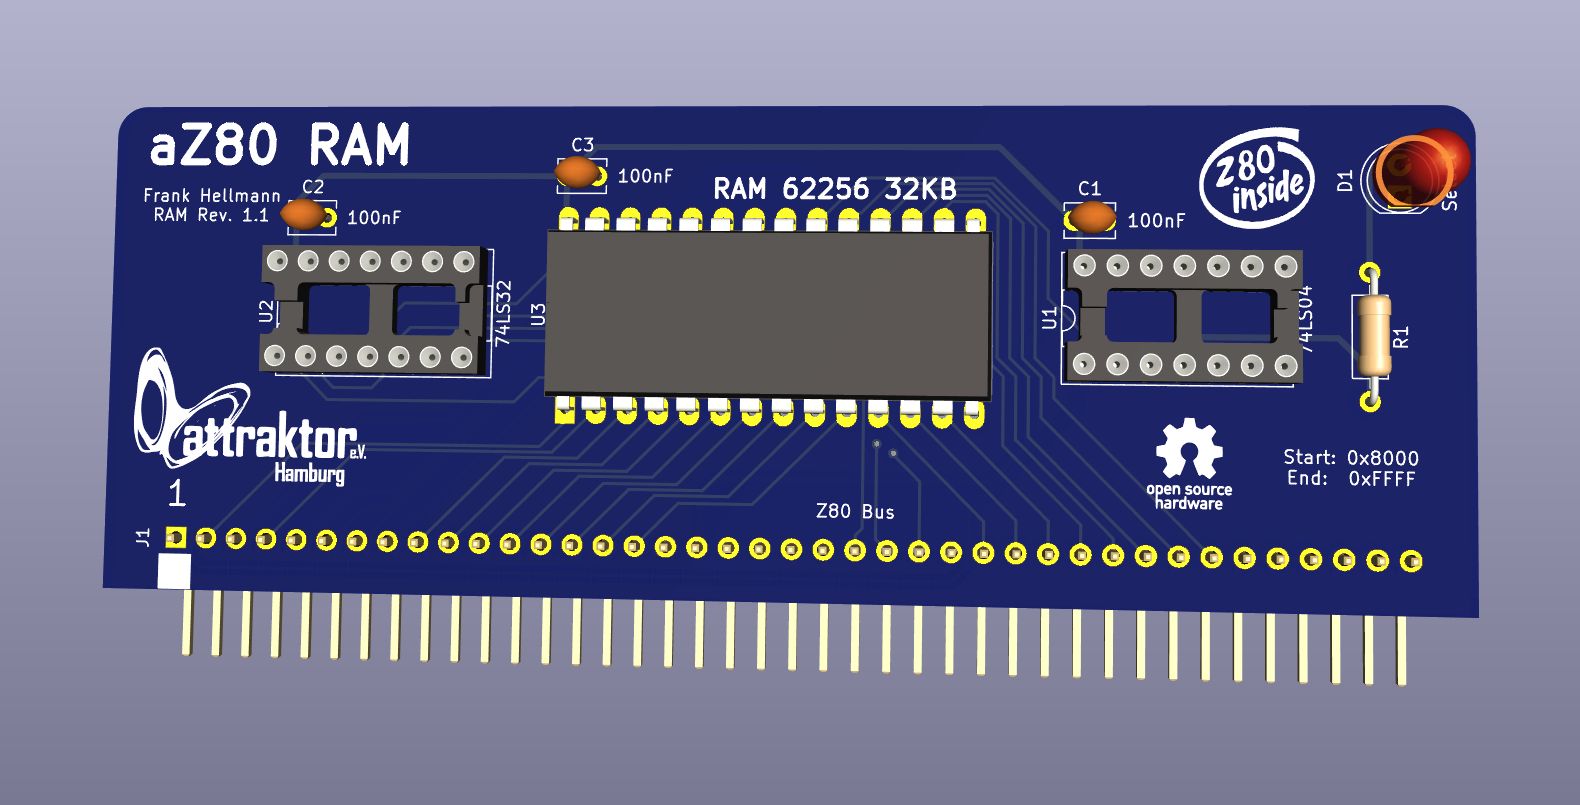 aZ80 RAM
Frank Hellmann
RAM Rev. 1.1
C2
100nF
C3
100nF
RAM 62256 32KB
C1
100nF
Z80
inside
D1
Se
U2
74LS32
U3
U1
74LS04
R1
attraktor e.V.
Hamburg
1
J1
Z80 Bus
open source
hardware
Start: 0x8000
End: 0xFFFF